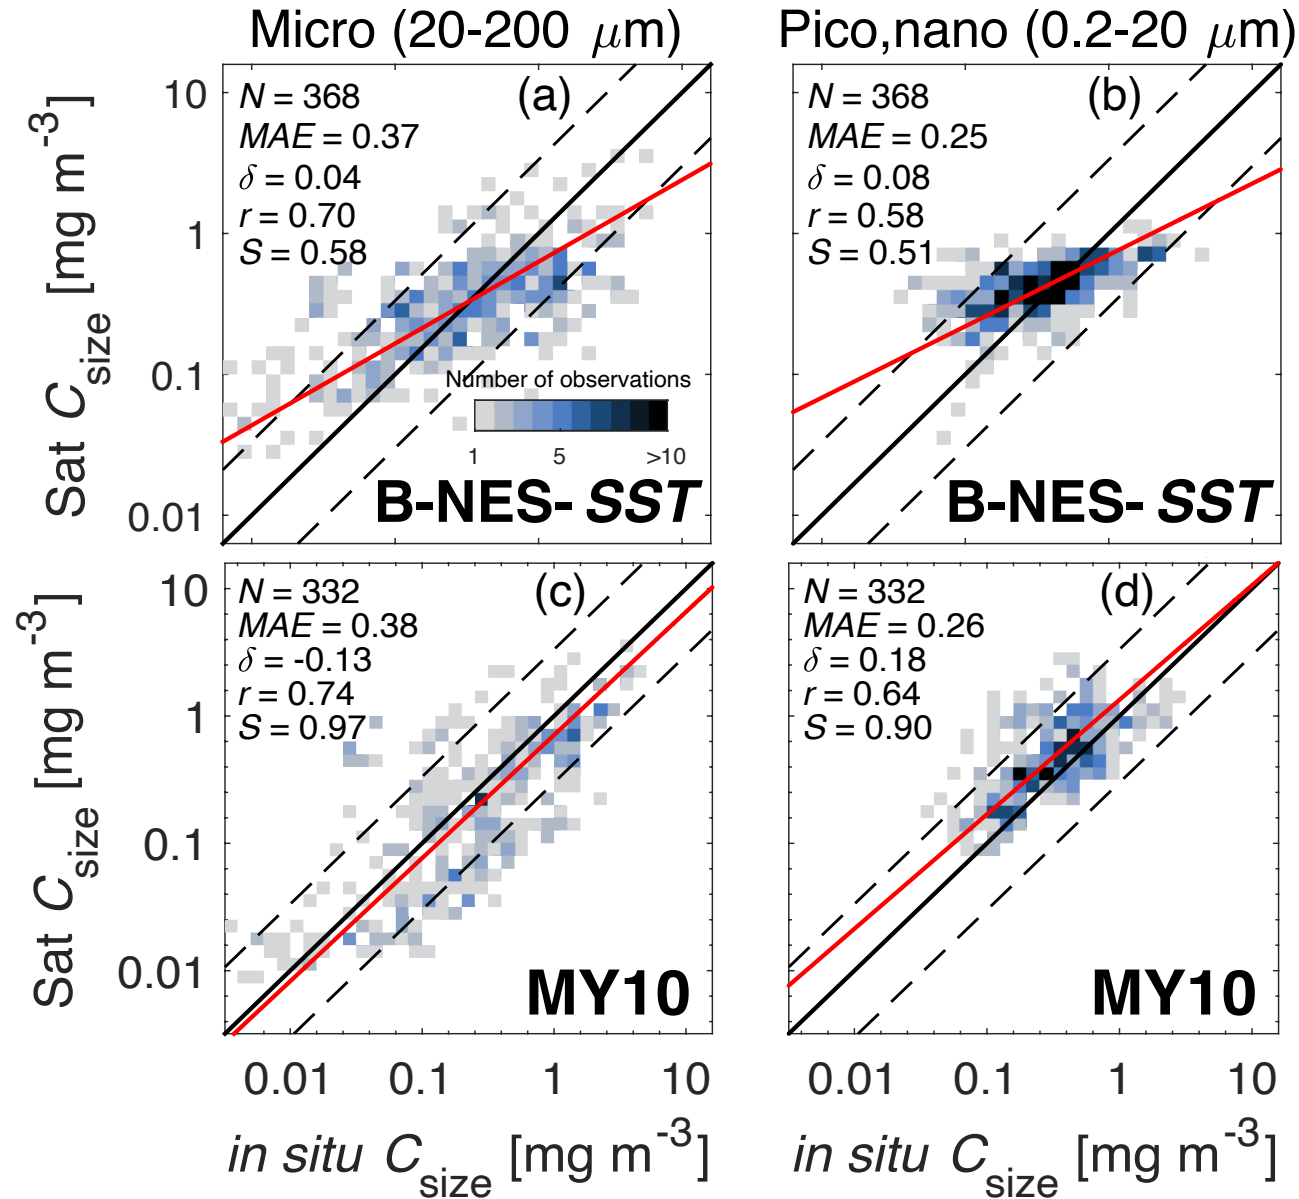 Micro (20-200 μm)
Pico,nano (0.2-20 μm)
Sat C_size [mg m^-3]
10
1
0.1
0.01
N = 368
MAE = 0.37
δ = 0.04
r = 0.70
S = 0.58
(a)
Number of observations
1 5 >10
B-NES-SST
N = 368
MAE = 0.25
δ = 0.08
r = 0.58
S = 0.51
(b)
B-NES-SST
Sat C_size [mg m^-3]
10
1
0.1
0.01
N = 332
MAE = 0.38
δ = -0.13
r = 0.74
S = 0.97
(c)
MY10
N = 332
MAE = 0.26
δ = 0.18
r = 0.64
S = 0.90
(d)
MY10
0.01 0.1 1 10
0.01 0.1 1 10
in situ C_size [mg m^-3]
in situ C_size [mg m^-3]